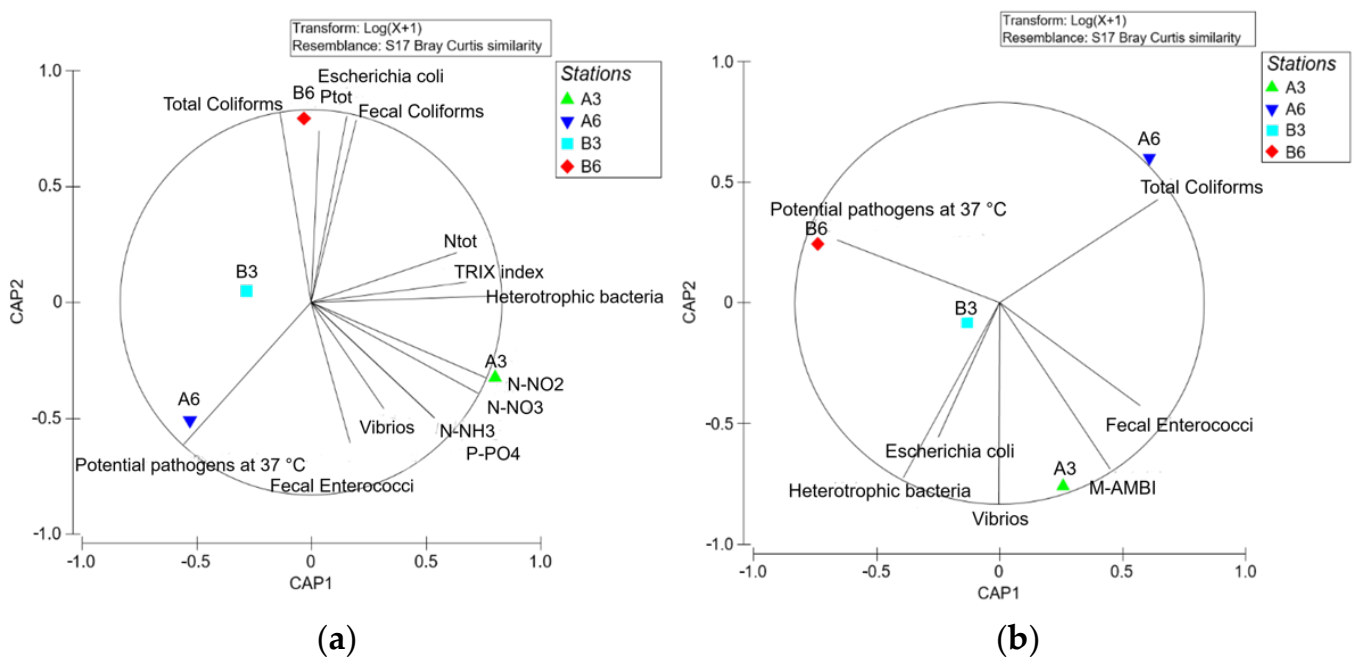 Transform: Log(X+1)
Resemblance: S17 Bray Curtis similarity
Stations
A3
A6
B3
B6
1.0
0.5
0
-0.5
-1.0
CAP2
-1.0
-0.5
0
0.5
1.0
CAP1
Escherichia coli
B6
Ptot
Total Coliforms
Fecal Coliforms
Ntot
TRIX index
Heterotrophic bacteria
B3
A3
N-NO2
N-NO3
A6
Vibrios
N-NH3
P-PO4
Potential pathogens at 37 °C
Fecal Enterococci
(a)
Transform: Log(X+1)
Resemblance: S17 Bray Curtis similarity
Stations
A3
A6
B3
B6
1.0
0.5
0
-0.5
-1.0
CAP2
-1.0
-0.5
0
0.5
1.0
CAP1
A6
Total Coliforms
Potential pathogens at 37 °C
B6
B3
Fecal Enterococci
Escherichia coli
A3
M-AMBI
Heterotrophic bacteria
Vibrios
(b)